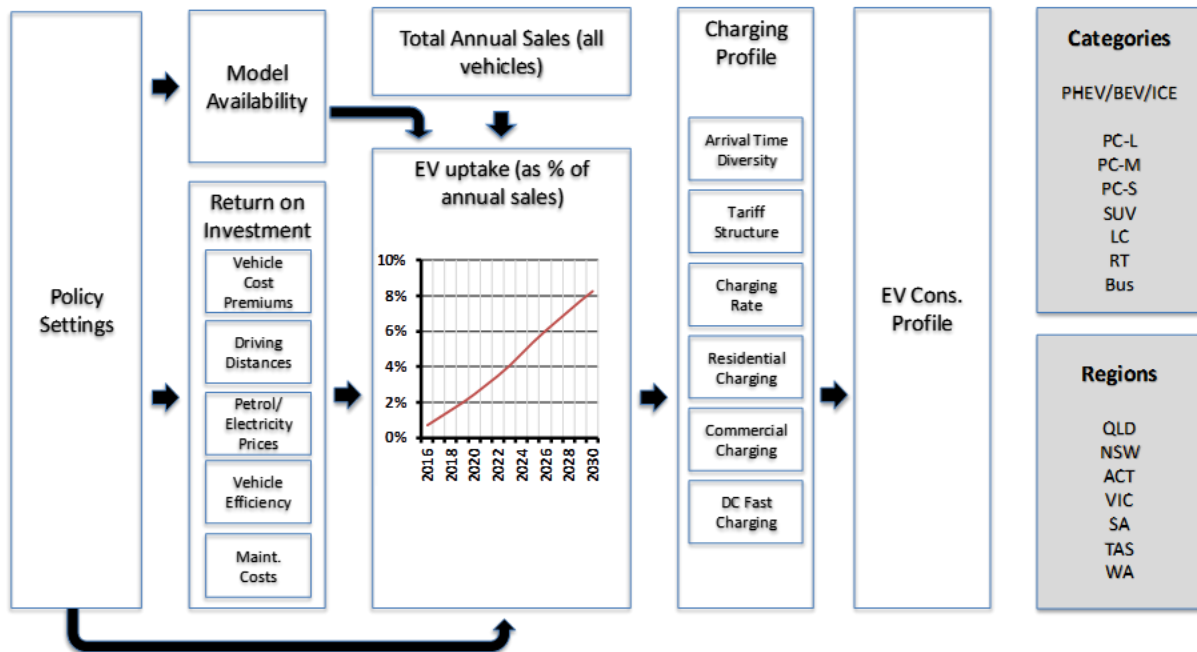 Policy
Settings
Model
Availability
Return on
Investment
Vehicle
Cost
Premiums
Driving
Distances
Petrol/
Electricity
Prices
Vehicle
Efficiency
Maint.
Costs
Total Annual Sales (all
vehicles)
EV uptake (as % of
annual sales)
10%
8%
6%
4%
2%
0%
2016
2018
2020
2022
2024
2026
2028
2030
Charging
Profile
Arrival Time
Diversity
Tariff
Structure
Charging
Rate
Residential
Charging
Commercial
Charging
DC Fast
Charging
EV Cons.
Profile
Categories
PHEV/BEV/ICE
PC-L
PC-M
PC-S
SUV
LC
RT
Bus
Regions
QLD
NSW
ACT
VIC
SA
TAS
WA